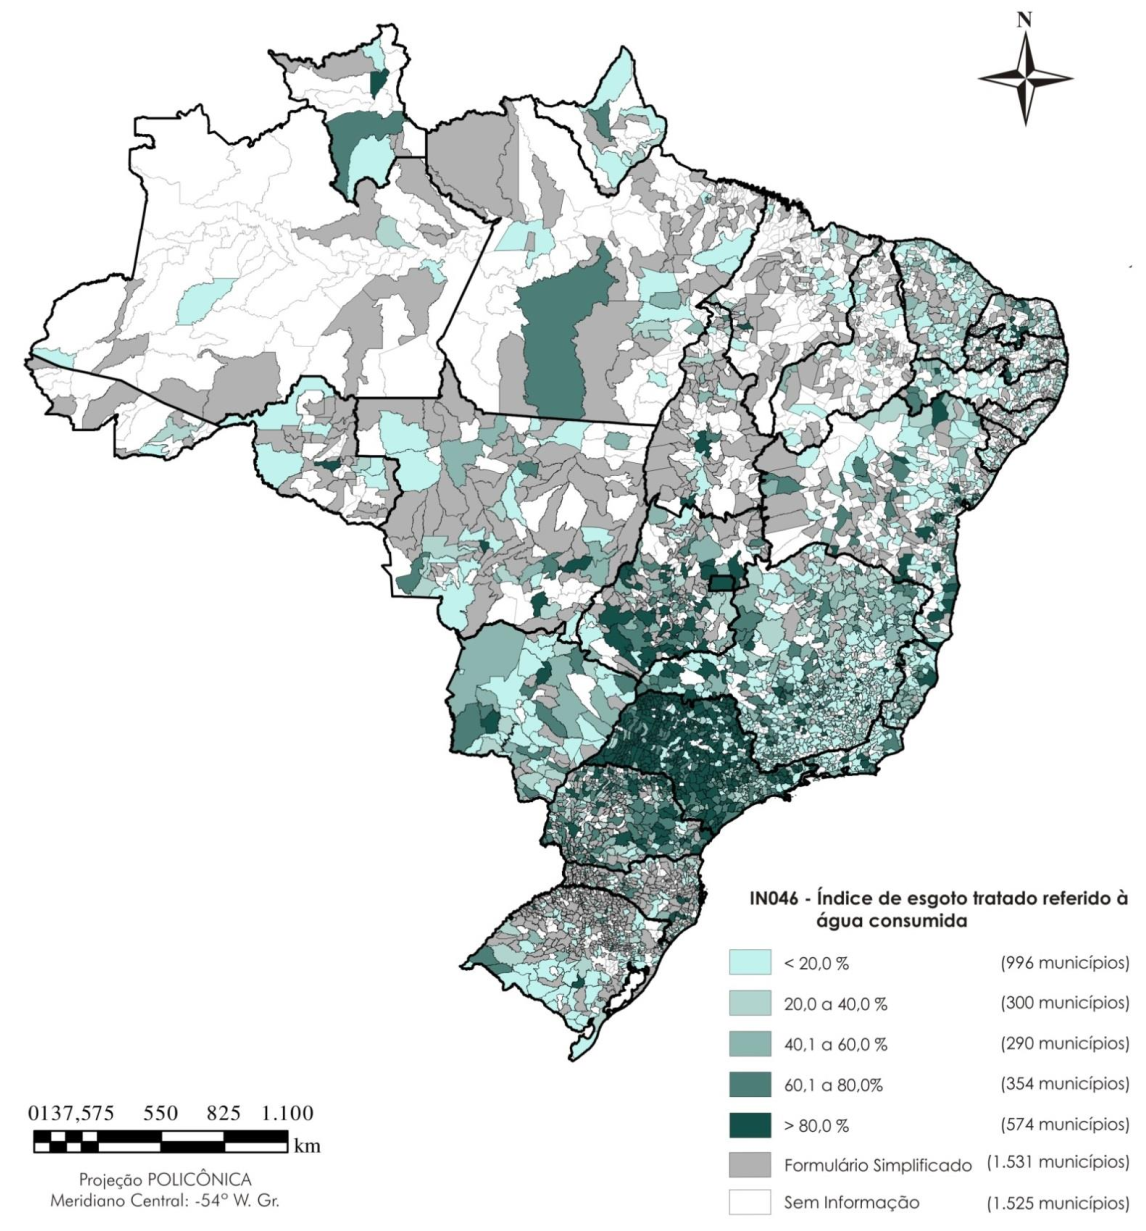 N
IN046 - Índice de esgoto tratado referido à
água consumida
< 20,0 % (996 municípios)
20,0 a 40,0 % (300 municípios)
40,1 a 60,0 % (290 municípios)
60,1 a 80,0% (354 municípios)
> 80,0 % (574 municípios)
Formulário Simplificado (1.531 municípios)
Sem Informação (1.525 municípios)
0137,575 550 825 1.100
km
Projeção POLICÔNICA
Meridiano Central: -54º W. Gr.